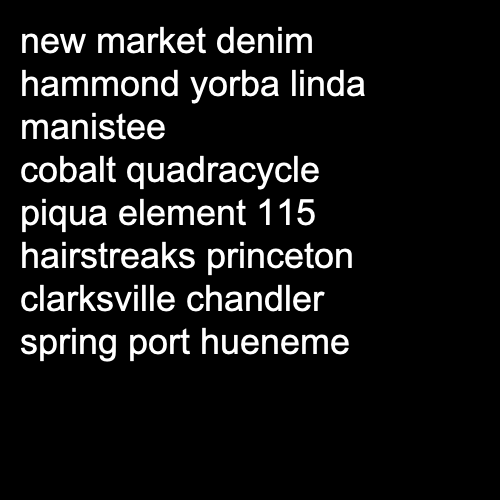 new market denim
hammond yorba linda
manistee
cobalt quadracycle
piqua element 115
hairstreaks princeton
clarksville chandler
spring port hueneme